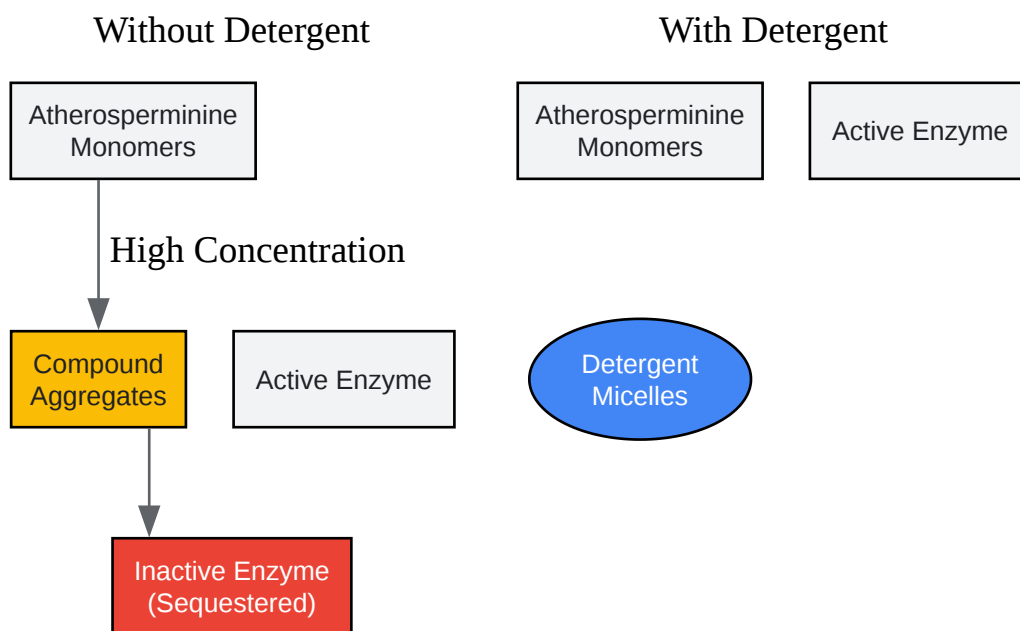 Without Detergent
With Detergent
Atherosperminine
Monomers
Atherosperminine
Monomers
Active Enzyme
High Concentration
Compound
Aggregates
Active Enzyme
Detergent
Micelles
Inactive Enzyme
(Sequestered)